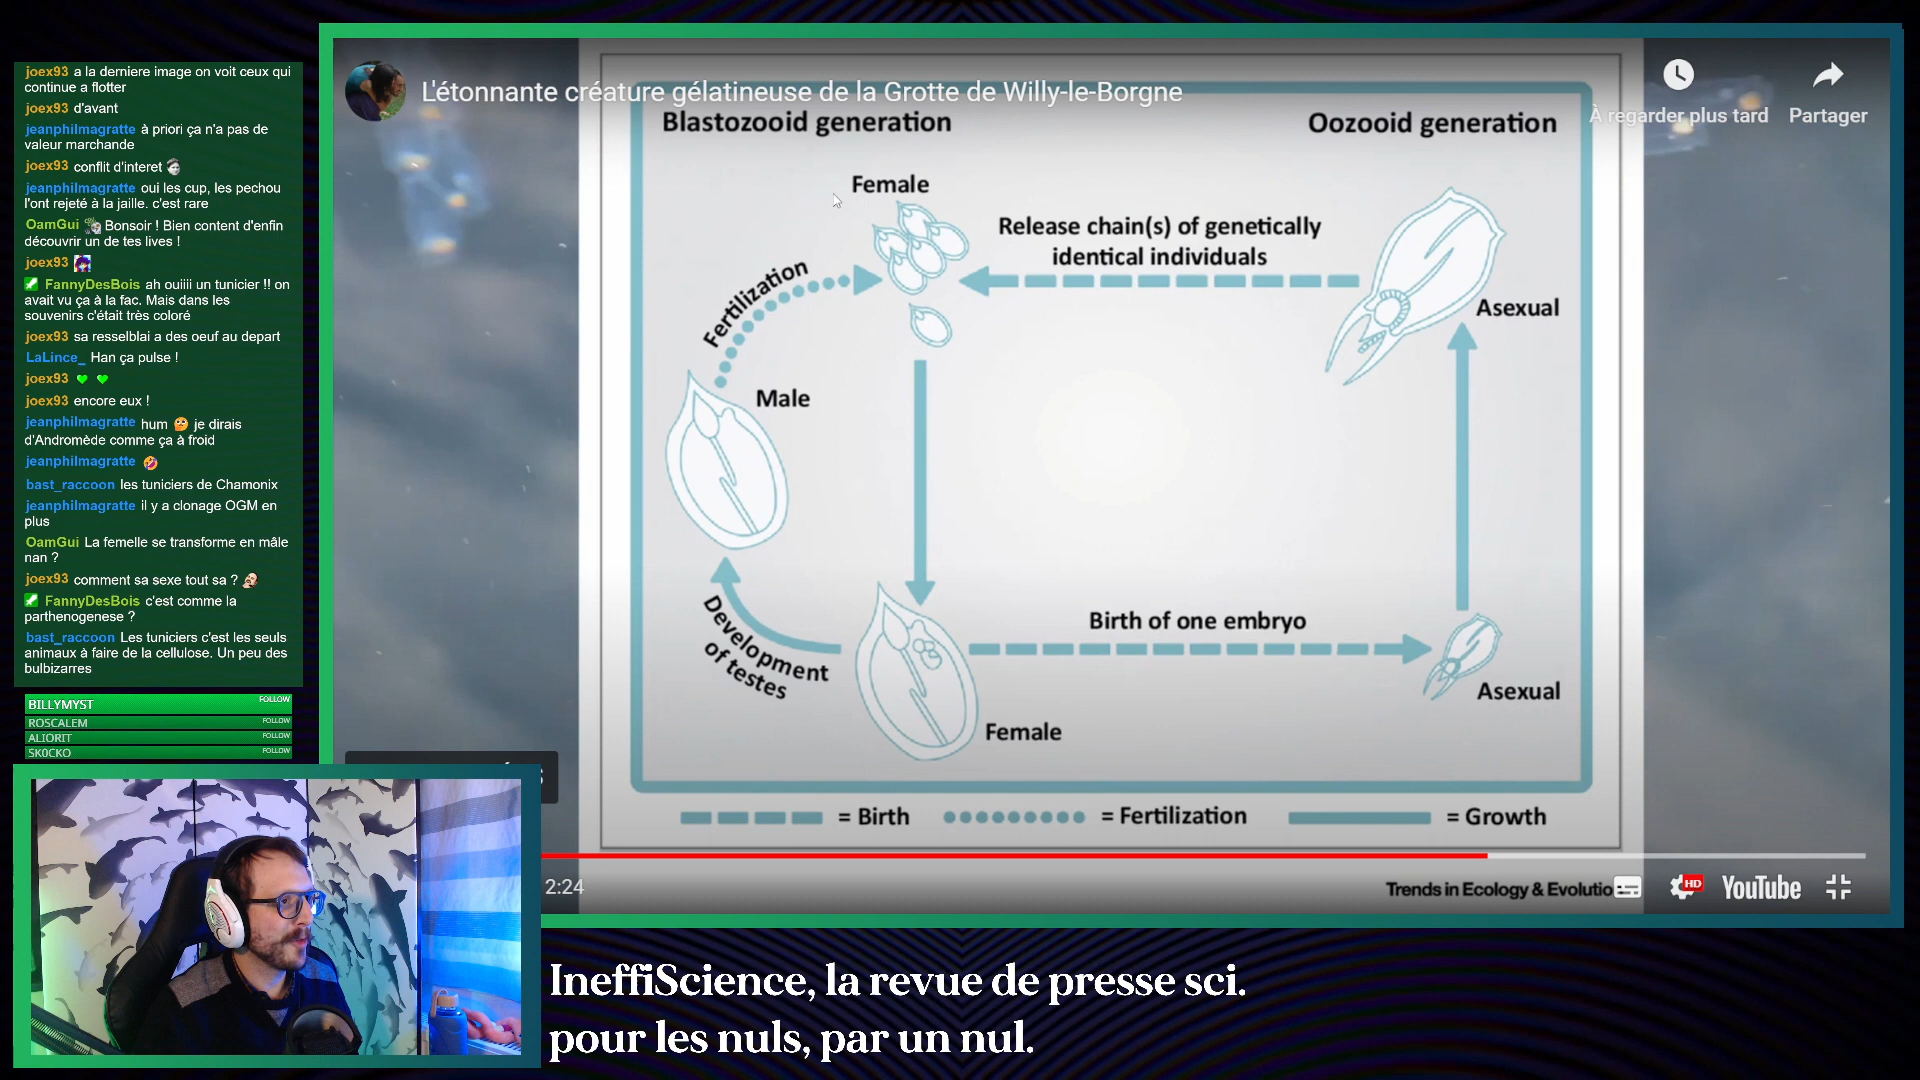 joex93 a la derniere image on voit ceux qui
continue a flotter
joex93 d'avant
jeanphilmagratte à priori ça n'a pas de
valeur marchande
joex93 conflit d'interet
jeanphilmagratte oui les cup, les pechou
l'ont rejeté à la jaille. c'est rare
OamGui Bonsoir ! Bien content d'enfin
découvrir un de tes lives !
joex93
FannyDesBois ah ouiiii un tunicier !! on
avait vu ça à la fac. Mais dans les
souvenirs c'était très coloré
joex93 sa resselblai a des oeuf au depart
LaLince_ Han ça pulse !
joex93
joex93 encore eux !
jeanphilmagratte hum 🤔 je dirais
d'Andromède comme ça à froid
jeanphilmagratte 🤣
bast_raccoon les tuniciers de Chamonix
jeanphilmagratte il y a clonage OGM en
plus
OamGui La femelle se transforme en mâle
nan ?
joex93 comment sa sexe tout sa ?
FannyDesBois c'est comme la
parthenogenese ?
bast_raccoon Les tuniciers c'est les seuls
animaux à faire de la cellulose. Un peu des
bulbizarres
BILLYMYST FOLLOW
ROSCALEM FOLLOW
ALIORIT FOLLOW
SK0CKO FOLLOW
L'étonnante créature gélatineuse de la Grotte de Willy-le-Borgne
À regarder plus tard
Partager
Blastozooid generation
Oozooid generation
Female
Release chain(s) of genetically
identical individuals
Fertilization
Asexual
Male
Development
of testes
Birth of one embryo
Asexual
Female
= Birth
= Fertilization
= Growth
2:24
Trends in Ecology & Evolutio
HD
YouTube
IneffiScience, la revue de presse sci.
pour les nuls, par un nul.